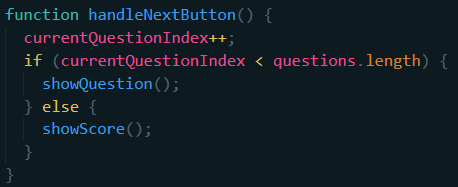 function handleNextButton() {
  currentQuestionIndex++;
  if (currentQuestionIndex < questions.length) {
    showQuestion();
  } else {
    showScore();
  }
}